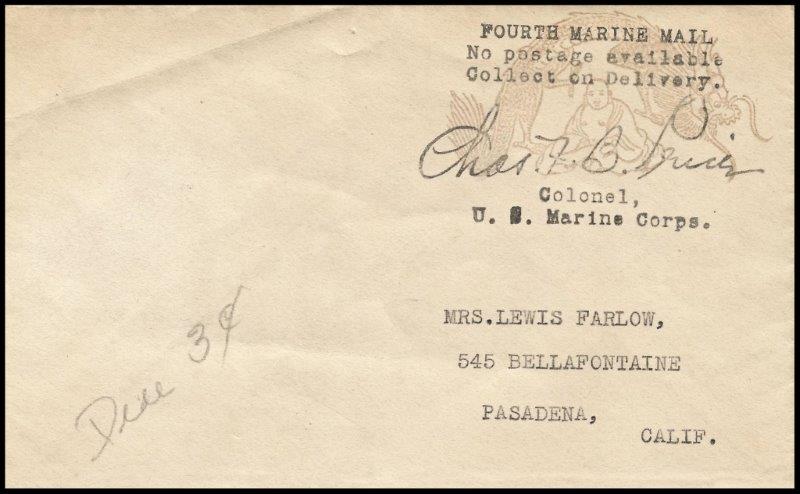 FOURTH MARINE MAIL
No postage available
Collect on Delivery.
Chas. F. B. Price
Colonel,
U. S. Marine Corps.
MRS.LEWIS FARLOW,
545 BELLAFONTAINE
PASADENA,
CALIF.
Due 3¢